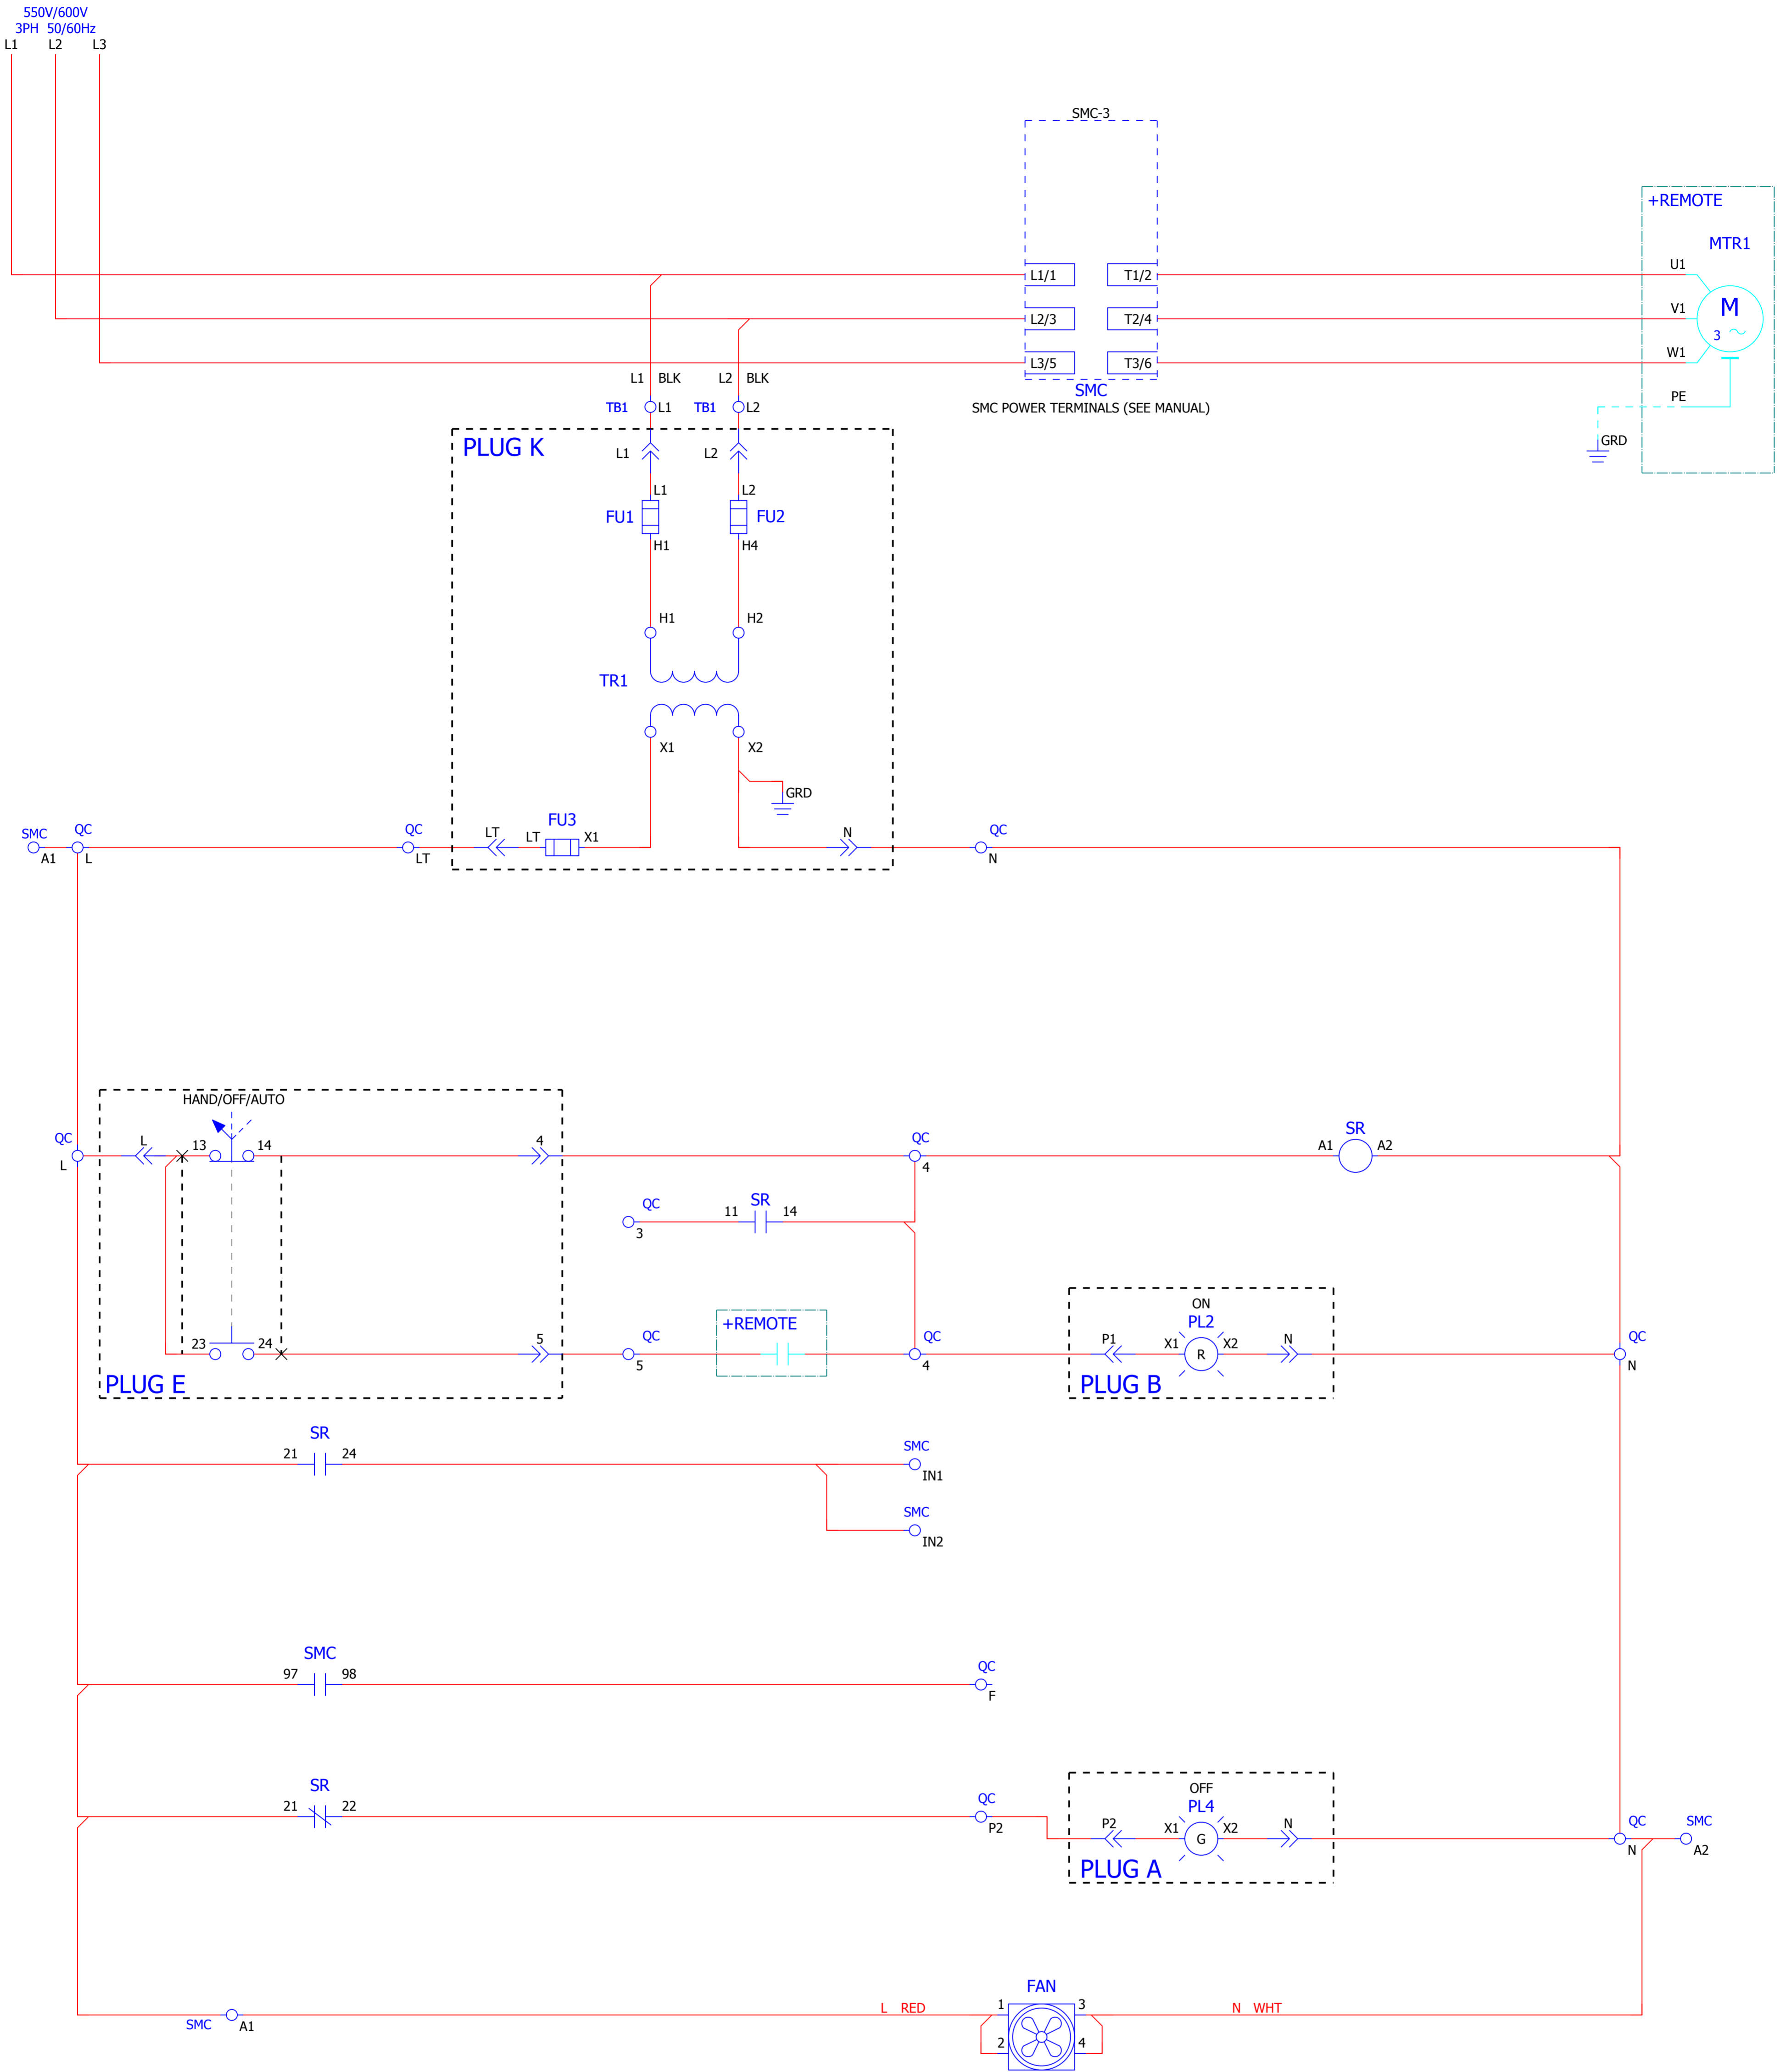 550V/600V
3PH 50/60Hz
L1 L2 L3
SMC-3
+REMOTE
MTR1
L1/1 T1/2 U1
L2/3 T2/4 V1 M
3
L3/5 T3/6 W1
L1 BLK L2 BLK
SMC
PE
TB1 L1 TB1 L2
SMC POWER TERMINALS (SEE MANUAL)
GRD
PLUG K
L1 L2
L1 L2
FU1 FU2
H1 H4
H1 H2
TR1
X1 X2
GRD
FU3
SMC QC QC LT LT X1 N QC
A1 L LT N
HAND/OFF/AUTO
QC L 13 14 4 QC SR
A1 A2
L 4
QC SR
11 14
3
+REMOTE
ON
PL2
23 24 5 QC QC P1 X1 R X2 N QC
5 4 N
PLUG E
PLUG B
SR
21 24 SMC
IN1
SMC
IN2
SMC
97 98 QC
F
SR
21 22 QC
P2
OFF
PL4
P2 X1 G X2 N QC SMC
N A2
PLUG A
FAN
L RED 1 3 N WHT
SMC A1
2 4